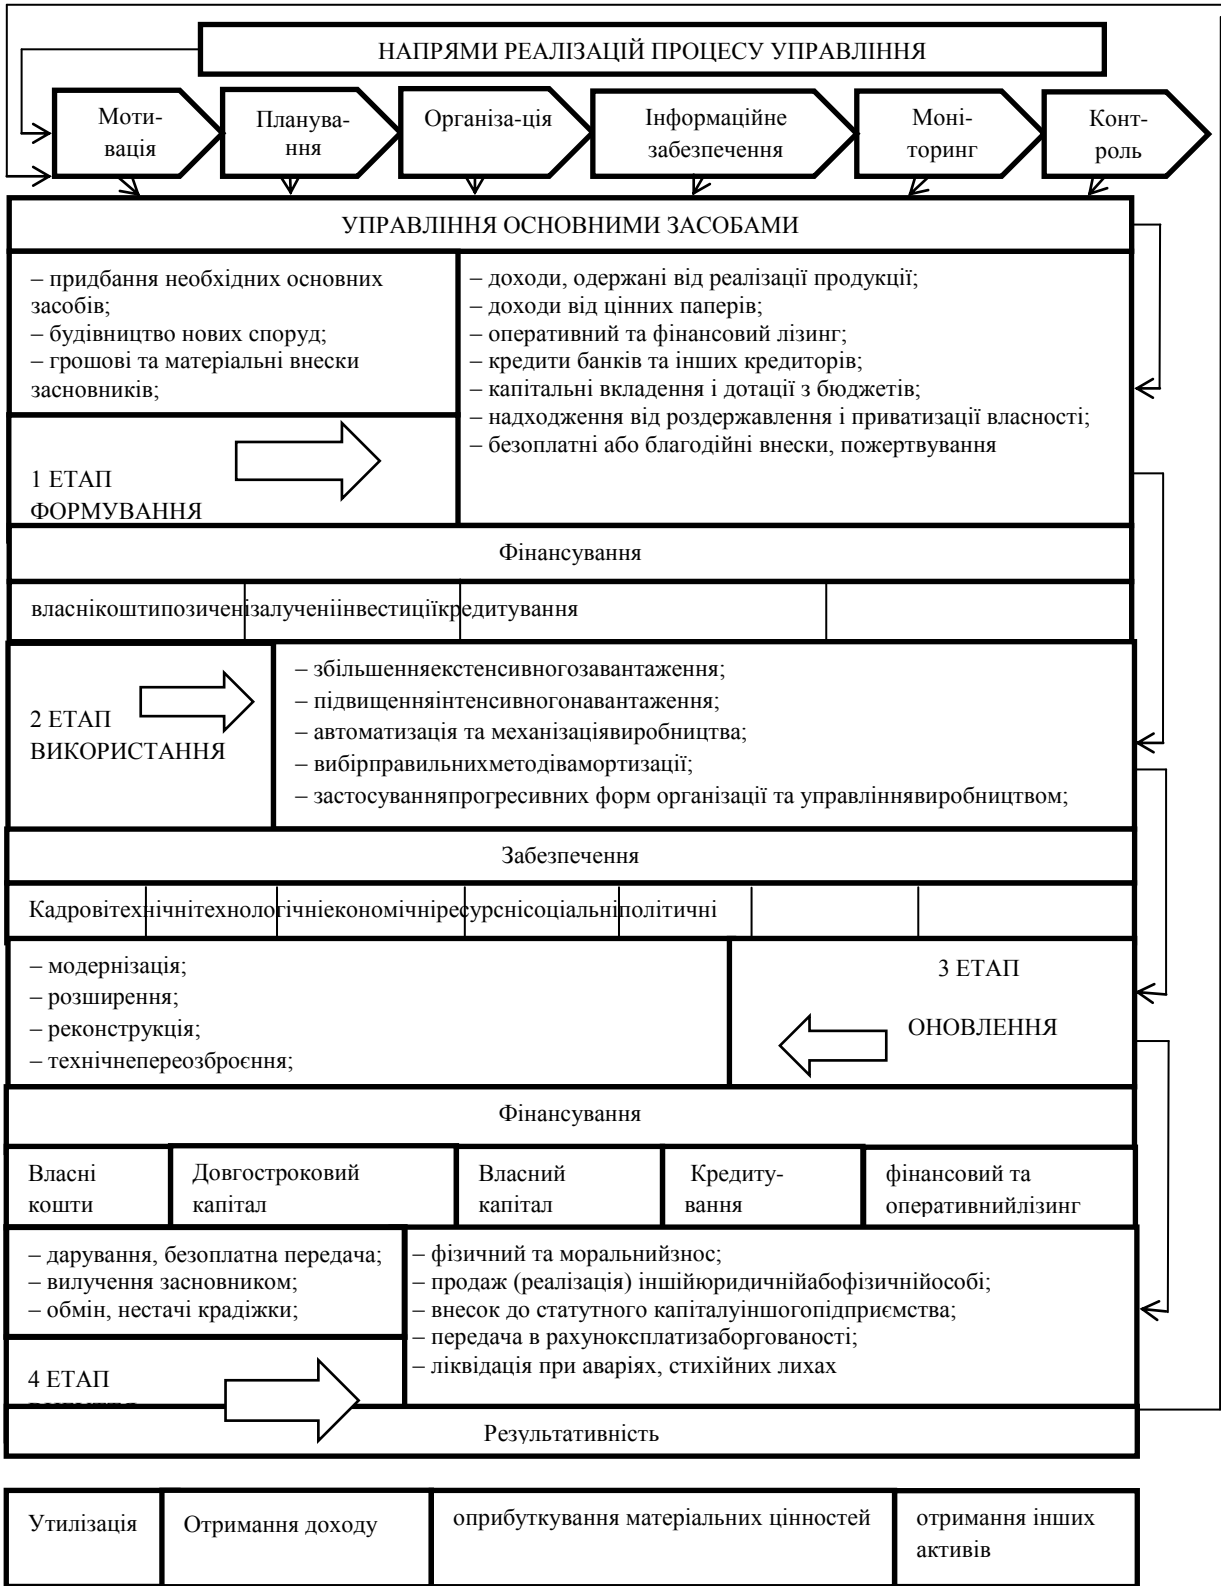 НАПРЯМИ РЕАЛІЗАЦІЙ ПРОЦЕСУ УПРАВЛІННЯ
Моти-
вація
Планува-
ння
Організа-ція
Інформаційне
забезпечення
Моні-
торинг
Конт-
роль
УПРАВЛІННЯ ОСНОВНИМИ ЗАСОБАМИ
– придбання необхідних основних
засобів;
– будівництво нових споруд;
– грошові та матеріальні внески
засновників;
– доходи, одержані від реалізації продукції;
– доходи від цінних паперів;
– оперативний та фінансовий лізинг;
– кредити банків та інших кредиторів;
– капітальні вкладення і дотації з бюджетів;
– надходження від роздержавлення і приватизації власності;
– безоплатні або благодійні внески, пожертвування
1 ЕТАП
ФОРМУВАННЯ
Фінансування
власнікоштипозиченізалученіінвестиціїкредитування
2 ЕТАП
ВИКОРИСТАННЯ
– збільшенняекстенсивногозавантаження;
– підвищенняінтенсивногонавантаження;
– автоматизація та механізаціявиробництва;
– вибірправильнихметодівамортизації;
– застосуванняпрогресивних форм організації та управліннявиробництвом;
Забезпечення
Кадровітехнічнітехнологічніекономічніресурснісоціальніполітичні
– модернізація;
– розширення;
– реконструкція;
– технічнепереозброєння;
3 ЕТАП
ОНОВЛЕННЯ
Фінансування
Власні
кошти
Довгостроковий
капітал
Власний
капітал
Кредиту-
вання
фінансовий та
оперативнийлізинг
– дарування, безоплатна передача;
– вилучення засновником;
– обмін, нестачі крадіжки;
– фізичний та моральнийзнос;
– продаж (реалізація) іншійюридичнійабофізичнійособі;
– внесок до статутного капіталуіншогопідприємства;
– передача в рахуноксплатизаборгованості;
– ліквідація при аваріях, стихійних лихах
4 ЕТАП
Результативність
Утилізація
Отримання доходу
оприбуткування матеріальних цінностей
отримання інших
активів